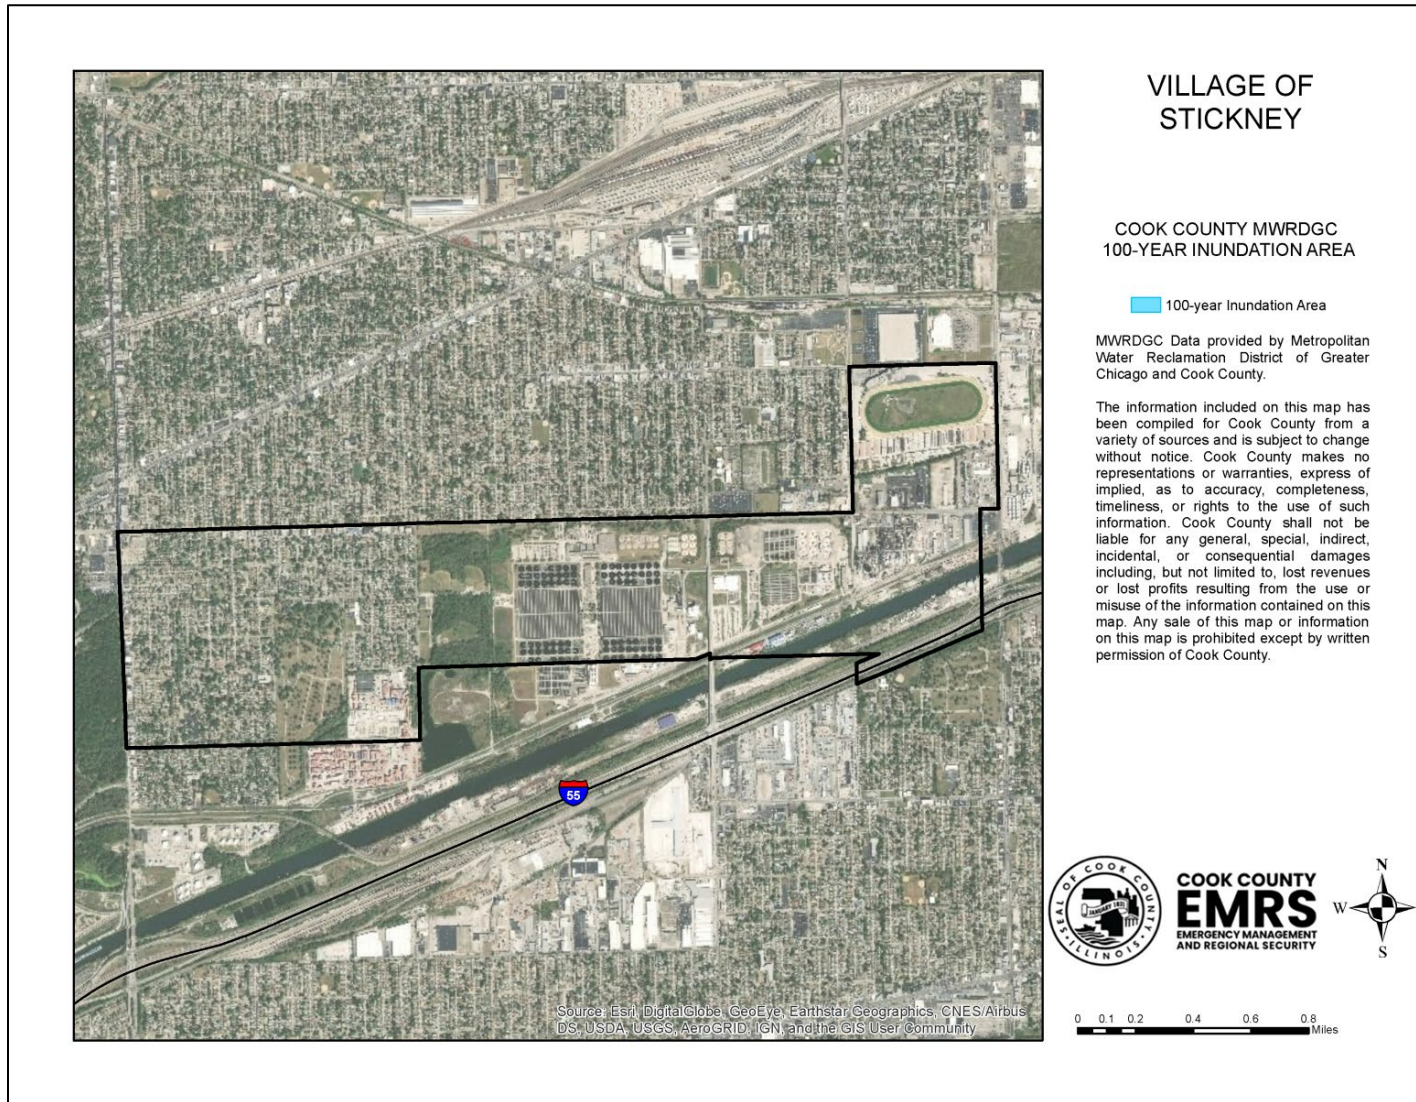 VILLAGE OF
STICKNEY
COOK COUNTY MWRDGC
100-YEAR INUNDATION AREA
100-year Inundation Area
MWRDGC Data provided by Metropolitan
Water Reclamation District of Greater
Chicago and Cook County.
The information included on this map has
been compiled for Cook County from a
variety of sources and is subject to change
without notice. Cook County makes no
representations or warranties, express of
implied, as to accuracy, completeness,
timeliness, or rights to the use of such
information. Cook County shall not be
liable for any general, special, indirect,
incidental, or consequential damages
including, but not limited to, lost revenues
or lost profits resulting from the use or
misuse of the information contained on this
map. Any sale of this map or information
on this map is prohibited except by written
permission of Cook County.
55
SEAL OF COOK COUNTY
JANUARY 1831
ILLINOIS
COOK COUNTY
EMRS
EMERGENCY MANAGEMENT
AND REGIONAL SECURITY
N
W
S
Source: Esri, DigitalGlobe, GeoEye, Earthstar Geographics, CNES/Airbus
DS, USDA, USGS, AeroGRID, IGN, and the GIS User Community
0 0.1 0.2 0.4 0.6 0.8
Miles